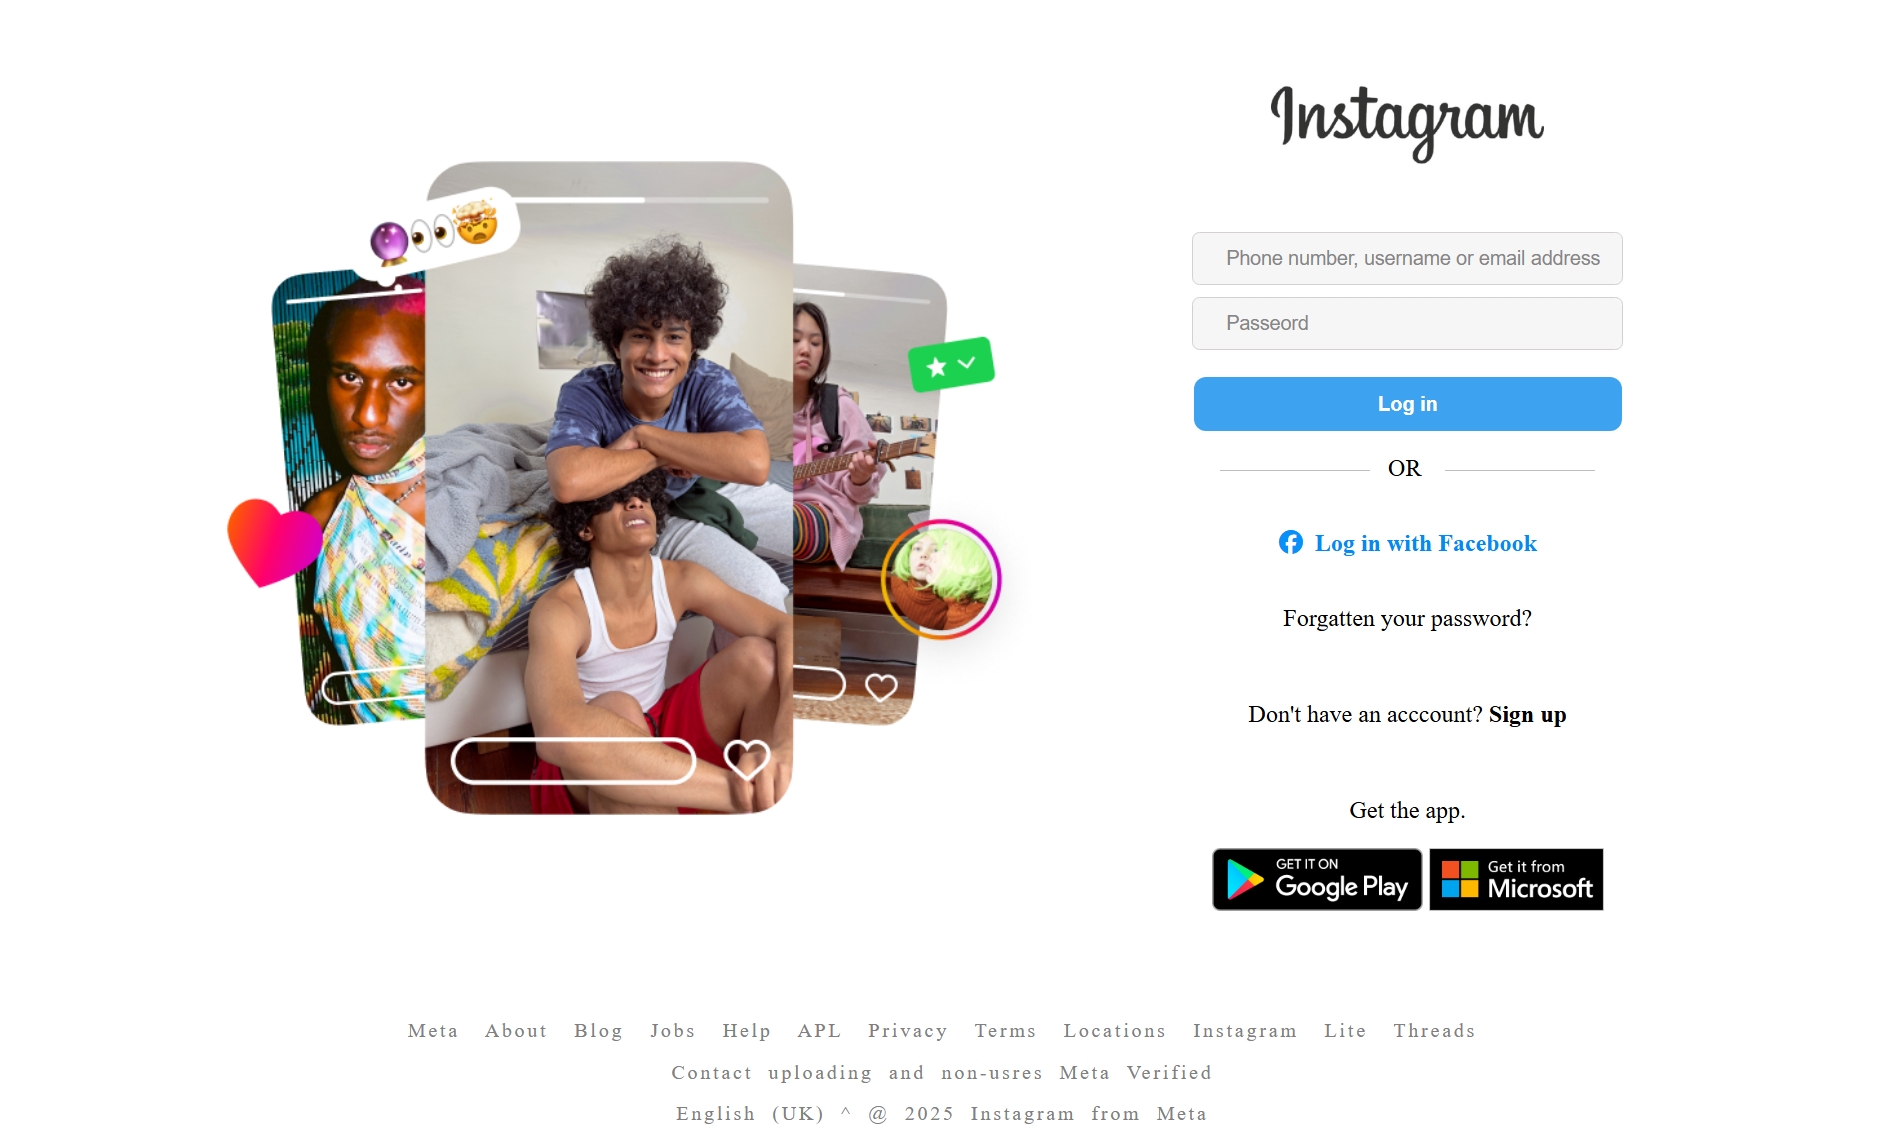 Instagram
Phone number, username or email address
Passeord
Log in
OR
Log in with Facebook
Forgatten your password?
Don't have an acccount? Sign up
Get the app.
GET IT ON
Google Play
Get it from
Microsoft
Meta About Blog Jobs Help APL Privacy Terms Locations Instagram Lite Threads
Contact uploading and non-usres Meta Verified
English (UK) ^ @ 2025 Instagram from Meta